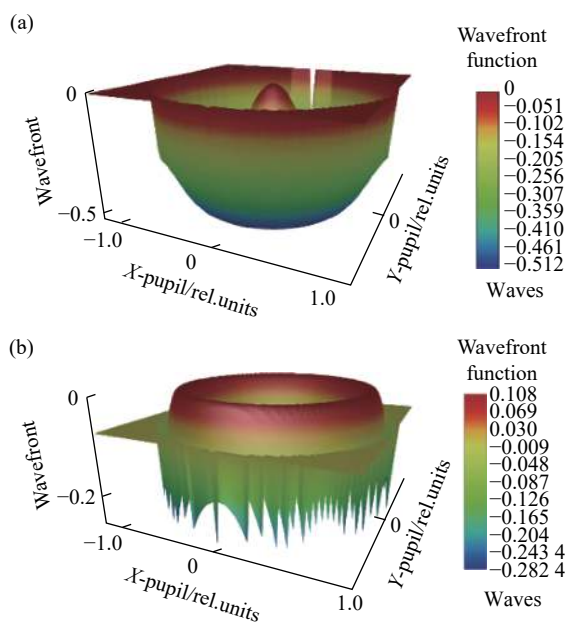 (a)
Wavefront
function
0
−0.051
−0.102
−0.154
−0.205
−0.256
−0.307
−0.359
−0.410
−0.461
−0.512
Waves
0
−0.5
Wavefront
−1.0
0
1.0
X-pupil/rel.units
0
Y-pupil/rel.units
(b)
Wavefront
function
0.108
0.069
0.030
−0.009
−0.048
−0.087
−0.126
−0.165
−0.204
−0.243 4
−0.282 4
Waves
0
−0.2
Wavefront
−1.0
0
1.0
X-pupil/rel.units
0
Y-pupil/rel.units